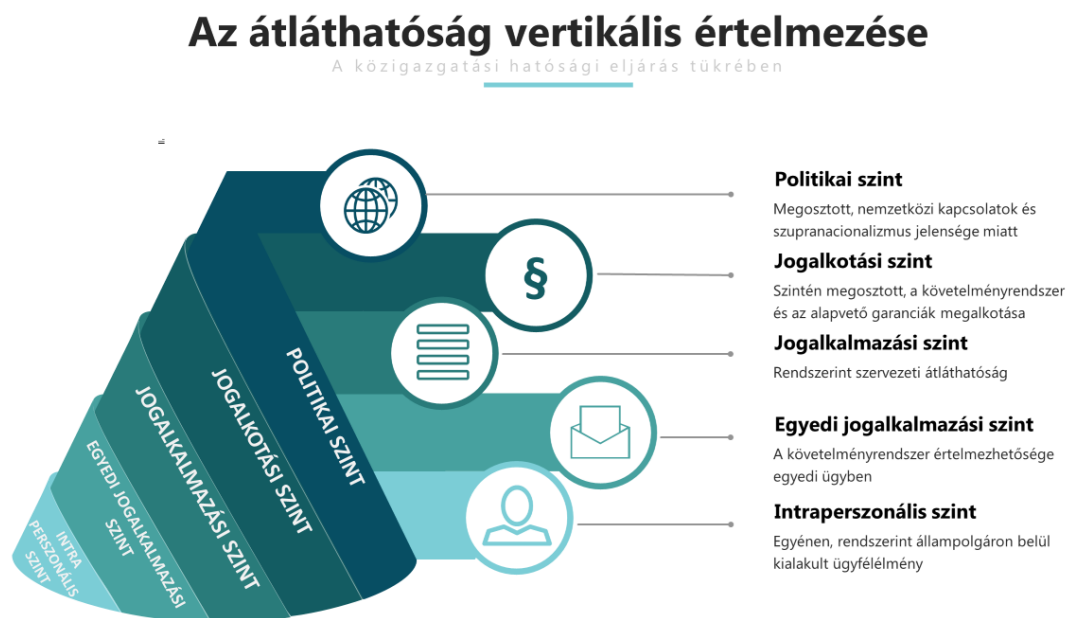 Az átláthatóság vertikális értelmezése
A közigazgatási hatósági eljárás tükrében
Politikai szint
Megosztott, nemzetközi kapcsolatok és
szupranacionalizmus jelensége miatt
§
Jogalkotási szint
Szintén megosztott, a követelményrendszer
és az alapvető garanciák megalkotása
Jogalkalmazási szint
Rendszerint szervezeti átláthatóság
Egyedi jogalkalmazási szint
A követelményrendszer értelmezhetősége
egyedi ügyben
Intraperszonális szint
Egyénen, rendszerint állampolgáron belül
kialakult ügyfélélmény
POLITIKAI SZINT
JOGALKOTÁSI SZINT
JOGALKALMAZÁSI SZINT
EGYEDI JOGALKALMAZÁSI
SZINT
INTRA
PERSZONÁLIS
SZINT